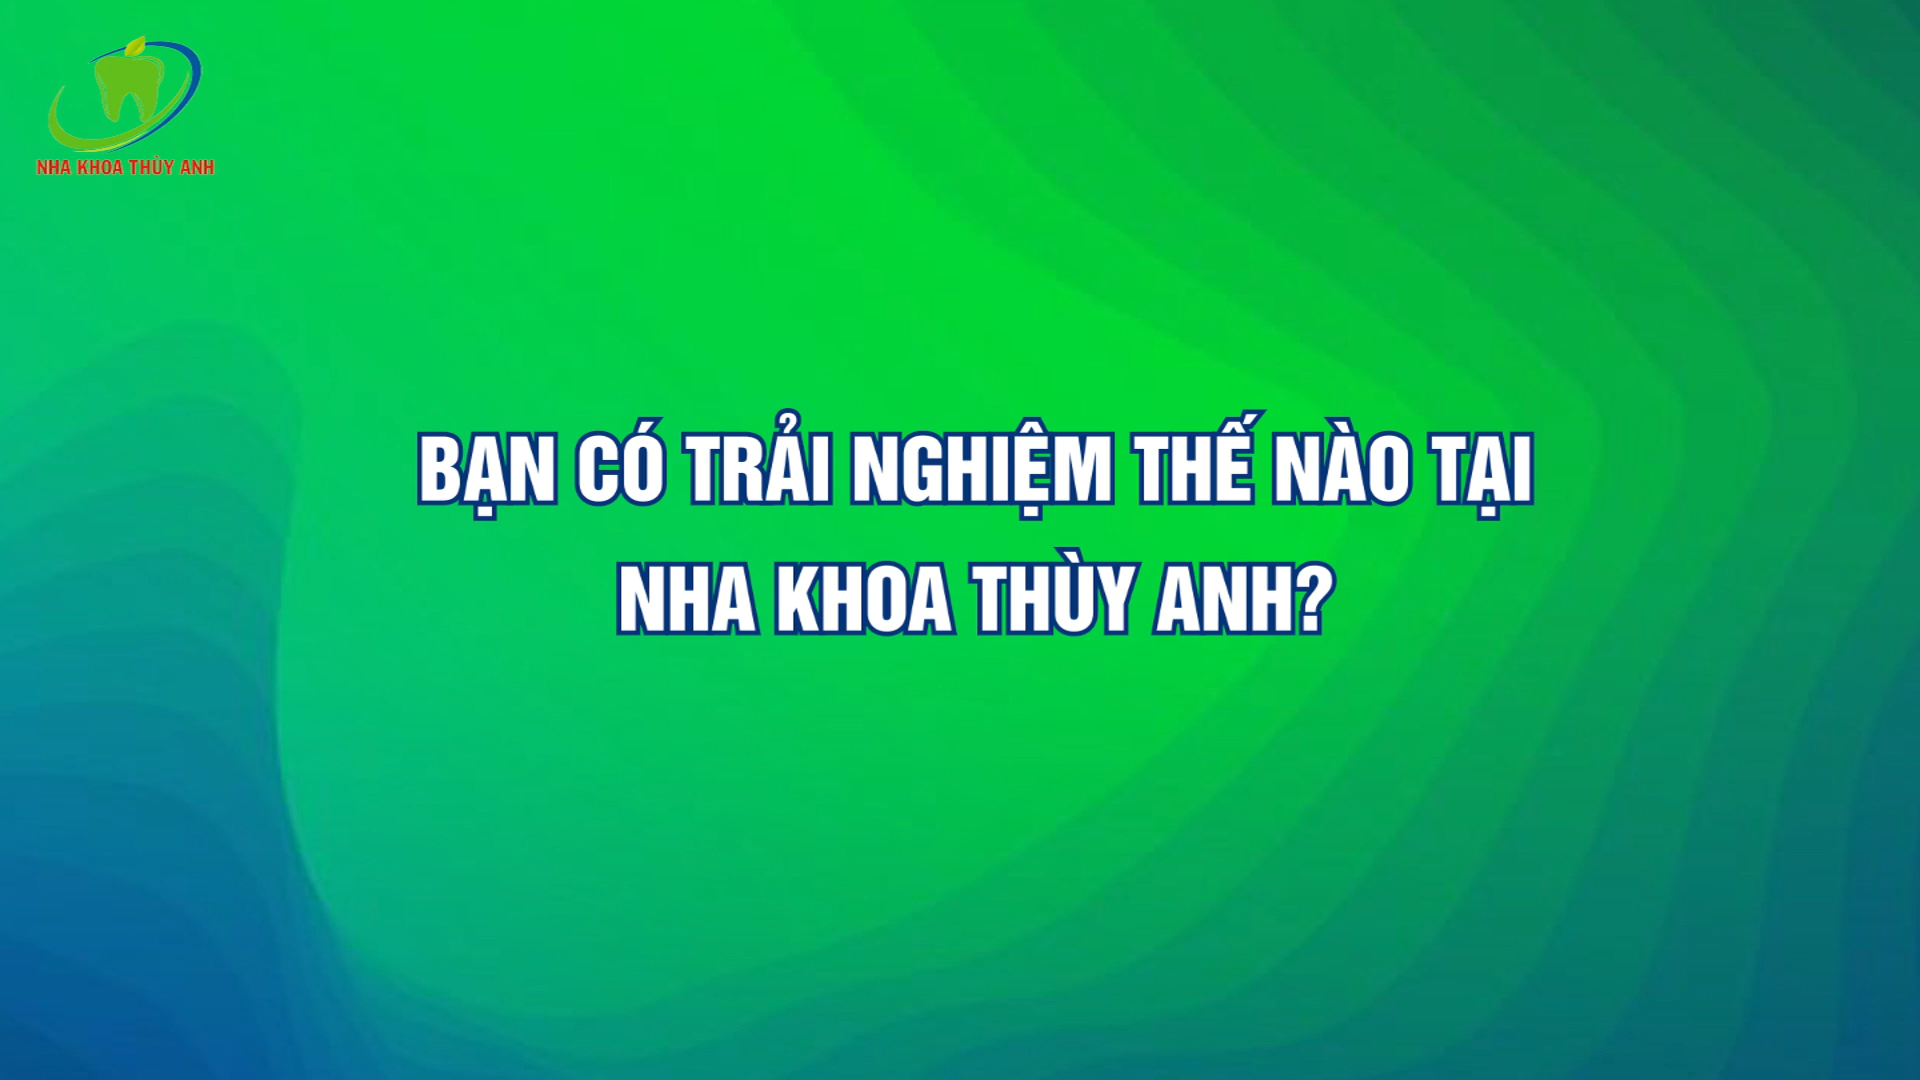 NHA KHOA THÙY ANH
BẠN CÓ TRẢI NGHIỆM THẾ NÀO TẠI
NHA KHOA THÙY ANH?